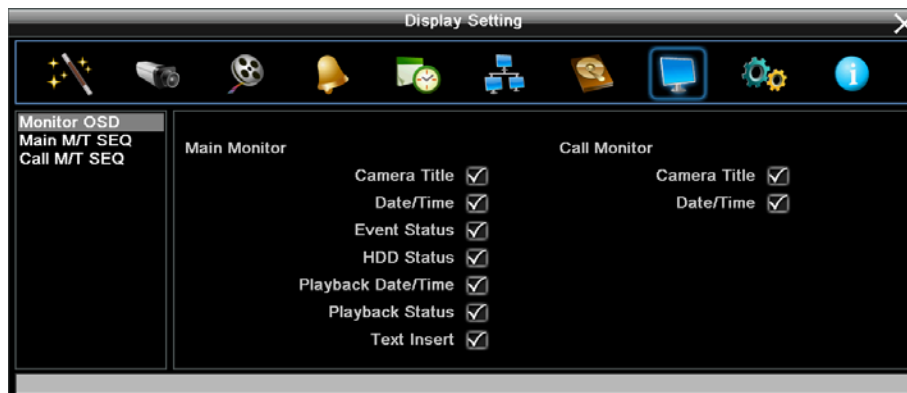 Display Setting
Monitor OSD
Main M/T SEQ
Call M/T SEQ
Main Monitor
Camera Title
Date/Time
Event Status
HDD Status
Playback Date/Time
Playback Status
Text Insert
Call Monitor
Camera Title
Date/Time